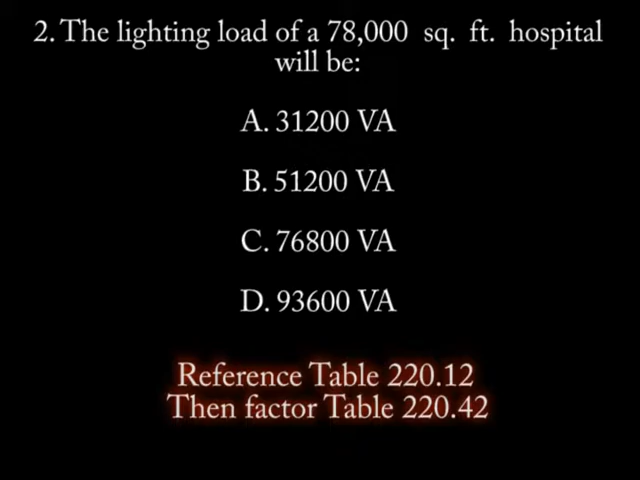 2. The lighting load of a 78,000 sq. ft. hospital
will be:
A. 31200 VA
B. 51200 VA
C. 76800 VA
D. 93600 VA
Reference Table 220.12
Then factor Table 220.42